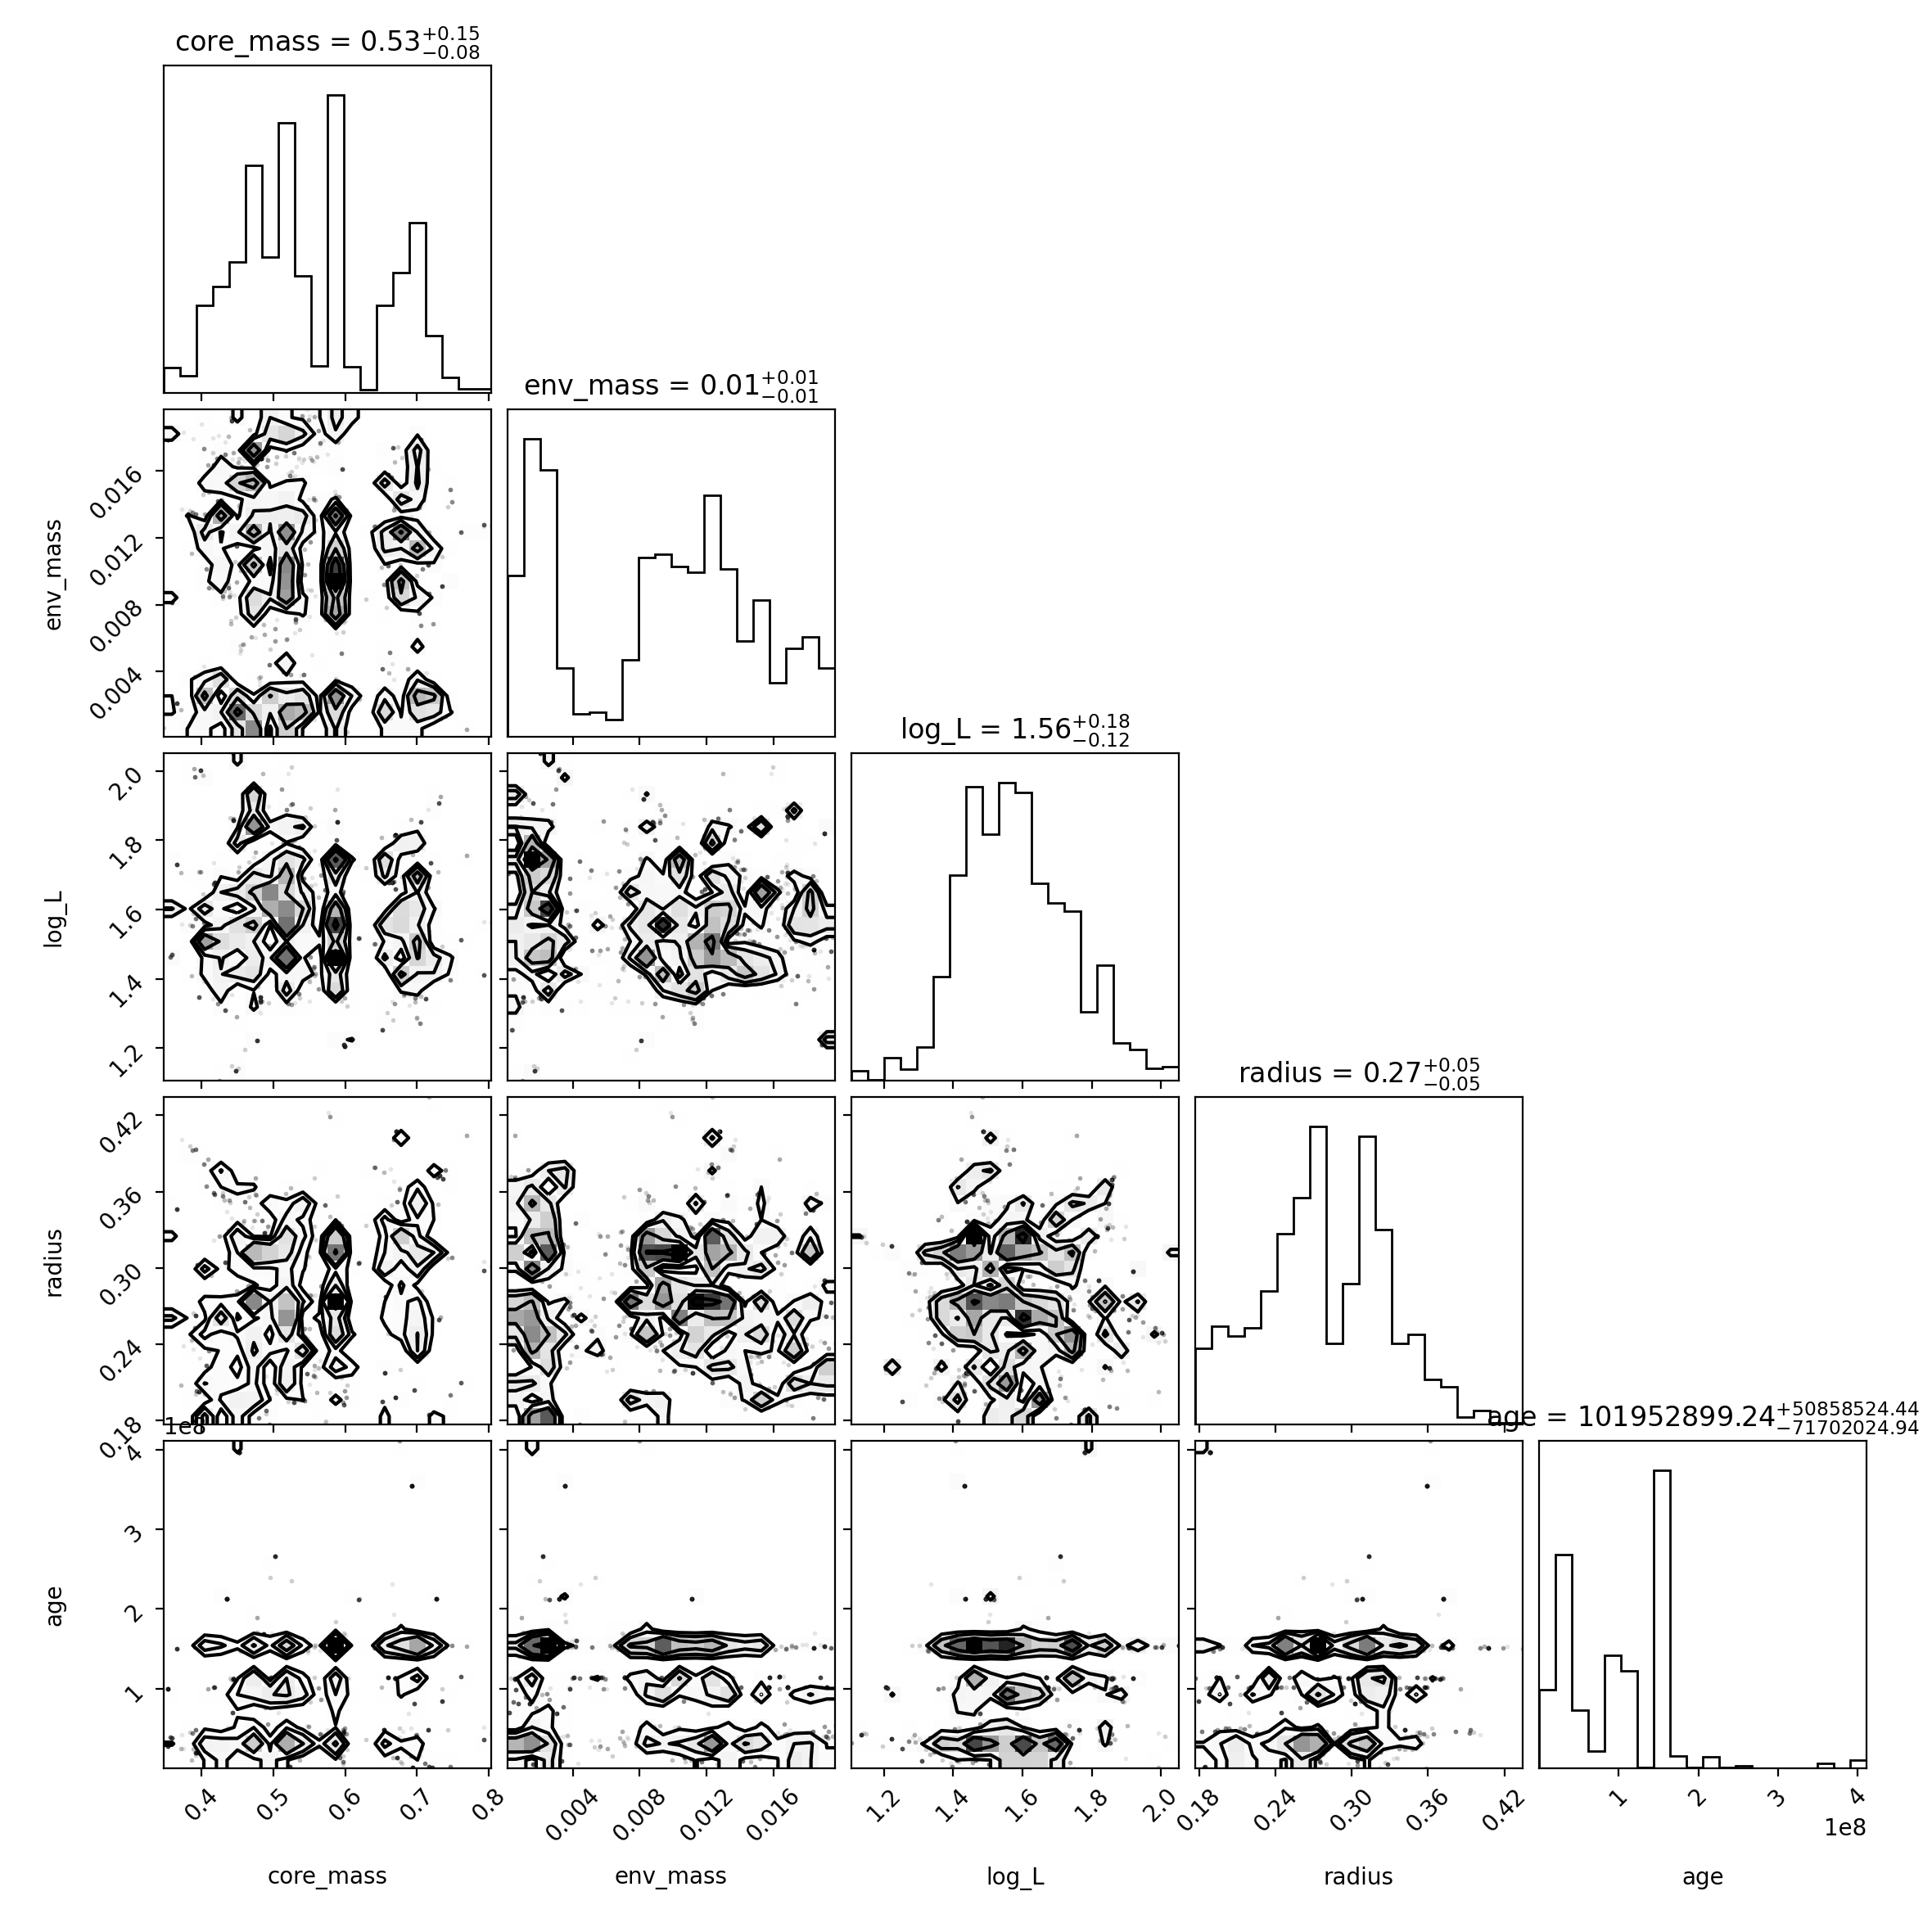 core_mass = 0.53+0.15−0.08
env_mass = 0.01+0.01−0.01
0.016
0.012
0.008
0.004
env_mass
log_L = 1.56+0.18−0.12
2.0
1.8
1.6
1.4
1.2
log_L
radius = 0.27+0.05−0.05
0.42
0.36
0.30
0.24
0.18
radius
1e8
age = 101952899.24+50858524.44−71702024.94
4
3
2
1
age
0.4 0.5 0.6 0.7 0.8
0.004 0.008 0.012 0.016
1.2 1.4 1.6 1.8 2.0
0.18 0.24 0.30 0.36 0.42
1 2 3 4
1e8
core_mass env_mass log_L radius age